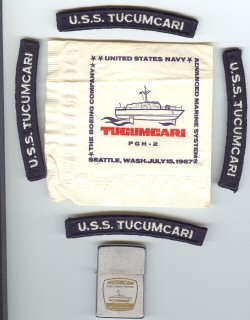 U.S.S. TUCUMCARI
U.S.S. TUCUMCARI
★ UNITED STATES NAVY ★
★ THE BOEING COMPANY ★
ADVANCED MARINE SYSTEMS
TUCUMCARI
PGH-2
SEATTLE, WASH. JULY 15, 1967
U.S.S. TUCUMCARI
U.S.S. TUCUMCARI
TUCUMCARI